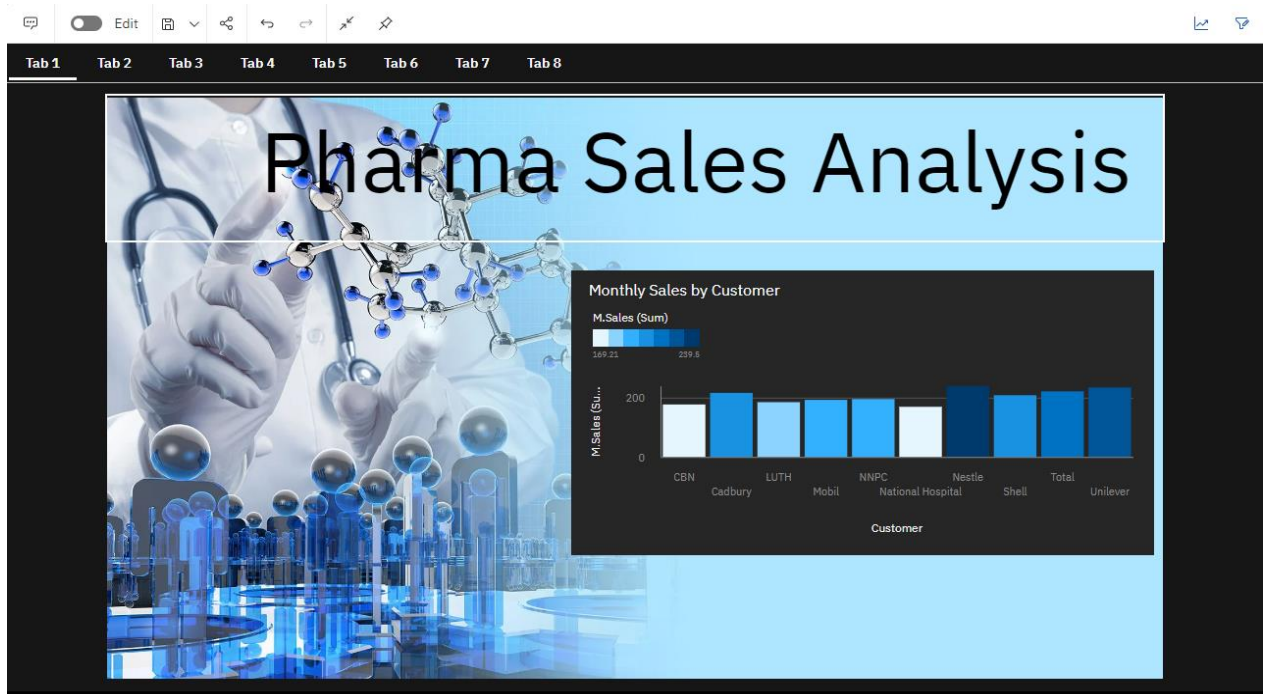 Edit
Tab 1 Tab 2 Tab 3 Tab 4 Tab 5 Tab 6 Tab 7 Tab 8
Pharma Sales Analysis
Monthly Sales by Customer
M.Sales (Sum)
169.21 239.5
M.Sales (Su...
200
0
CBN LUTH NNPC Nestle Total
Cadbury Mobil National Hospital Shell Unilever
Customer